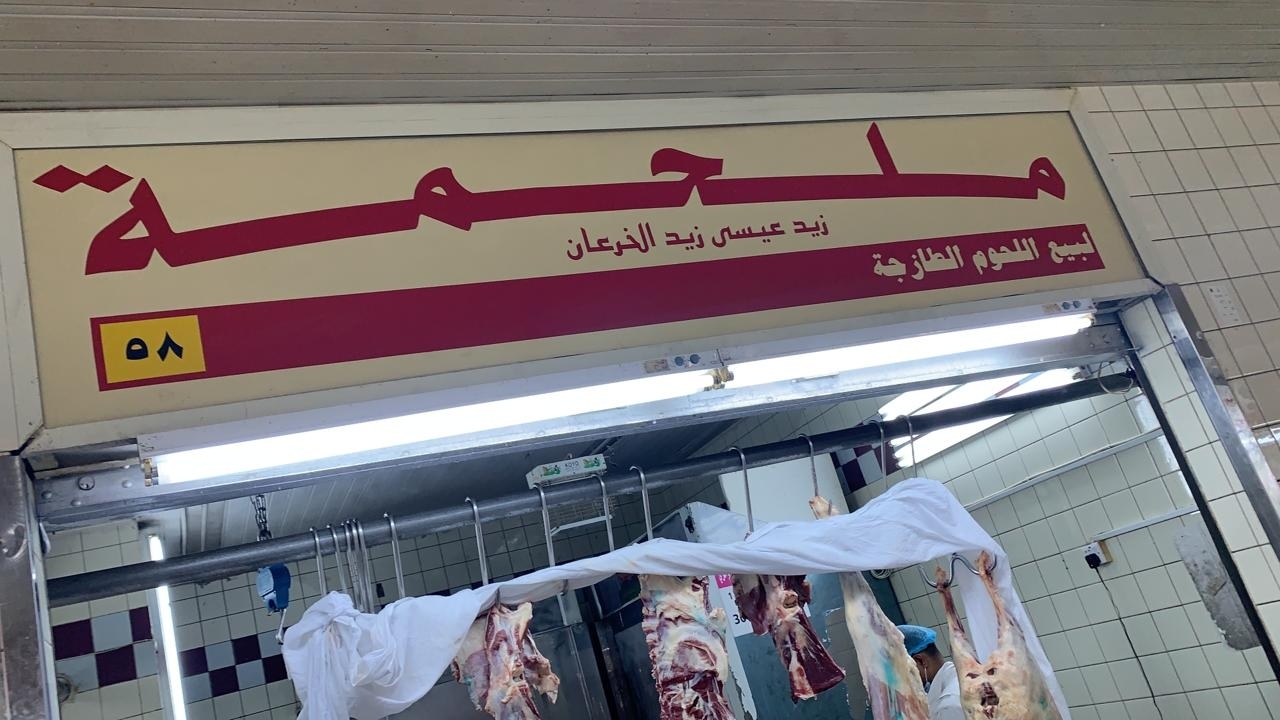 ملحمة
زيد عيسى زيد الخرعان
لبيع اللحوم الطازجة
٥٨